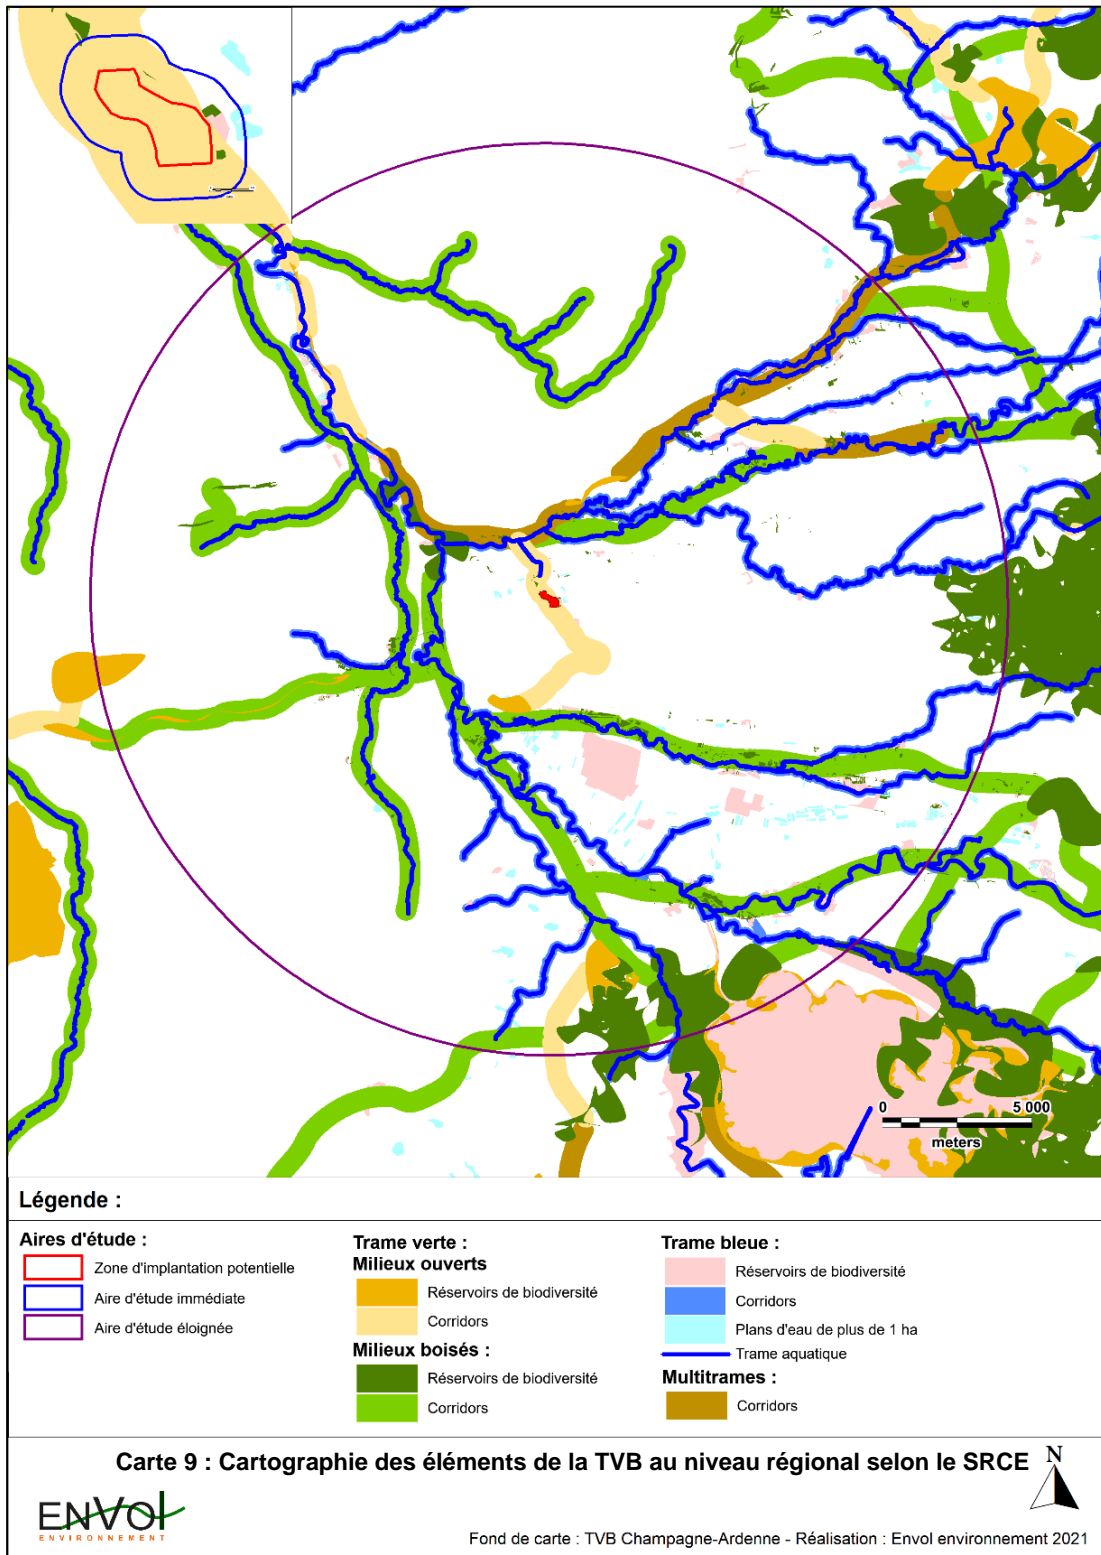 0 5 000
meters
Légende :
Aires d'étude :
Zone d'implantation potentielle
Aire d'étude immédiate
Aire d'étude éloignée
Trame verte :
Milieux ouverts
Réservoirs de biodiversité
Corridors
Milieux boisés :
Réservoirs de biodiversité
Corridors
Trame bleue :
Réservoirs de biodiversité
Corridors
Plans d'eau de plus de 1 ha
Trame aquatique
Multitrames :
Corridors
Carte 9 : Cartographie des éléments de la TVB au niveau régional selon le SRCE
N
ENVOl
ENVIRONNEMENT
Fond de carte : TVB Champagne-Ardenne - Réalisation : Envol environnement 2021